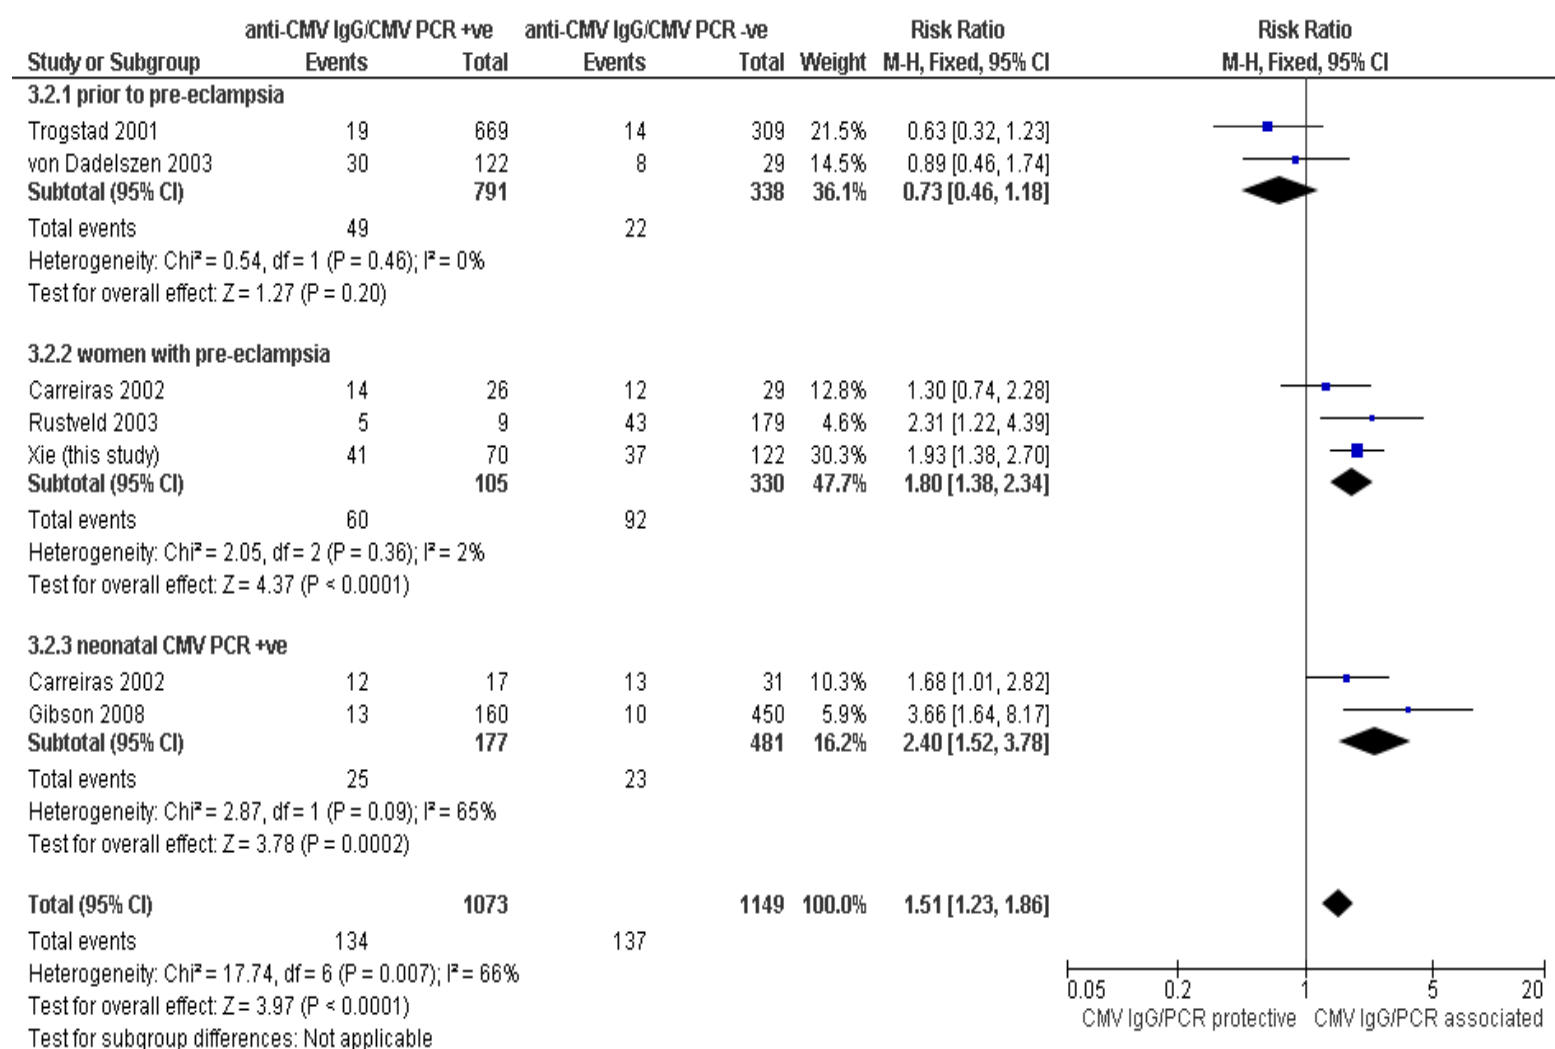 anti-CMV IgG/CMV PCR +ve anti-CMV IgG/CMV PCR -ve Risk Ratio Risk Ratio
Study or Subgroup Events Total Events Total Weight M-H, Fixed, 95% CI M-H, Fixed, 95% CI
3.2.1 prior to pre-eclampsia
Trogstad 2001 19 669 14 309 21.5% 0.63 [0.32, 1.23]
von Dadelszen 2003 30 122 8 29 14.5% 0.89 [0.46, 1.74]
Subtotal (95% CI) 791 338 36.1% 0.73 [0.46, 1.18]
Total events 49 22
Heterogeneity: Chi² = 0.54, df = 1 (P = 0.46); I² = 0%
Test for overall effect: Z = 1.27 (P = 0.20)
3.2.2 women with pre-eclampsia
Carreiras 2002 14 26 12 29 12.8% 1.30 [0.74, 2.28]
Rustveld 2003 5 9 43 179 4.6% 2.31 [1.22, 4.39]
Xie (this study) 41 70 37 122 30.3% 1.93 [1.38, 2.70]
Subtotal (95% CI) 105 330 47.7% 1.80 [1.38, 2.34]
Total events 60 92
Heterogeneity: Chi² = 2.05, df = 2 (P = 0.36); I² = 2%
Test for overall effect: Z = 4.37 (P < 0.0001)
3.2.3 neonatal CMV PCR +ve
Carreiras 2002 12 17 13 31 10.3% 1.68 [1.01, 2.82]
Gibson 2008 13 160 10 450 5.9% 3.66 [1.64, 8.17]
Subtotal (95% CI) 177 481 16.2% 2.40 [1.52, 3.78]
Total events 25 23
Heterogeneity: Chi² = 2.87, df = 1 (P = 0.09); I² = 65%
Test for overall effect: Z = 3.78 (P = 0.0002)
Total (95% CI) 1073 1149 100.0% 1.51 [1.23, 1.86]
Total events 134 137
Heterogeneity: Chi² = 17.74, df = 6 (P = 0.007); I² = 66%
Test for overall effect: Z = 3.97 (P < 0.0001)
Test for subgroup differences: Not applicable
0.05 0.2 1 5 20
CMV IgG/PCR protective CMV IgG/PCR associated